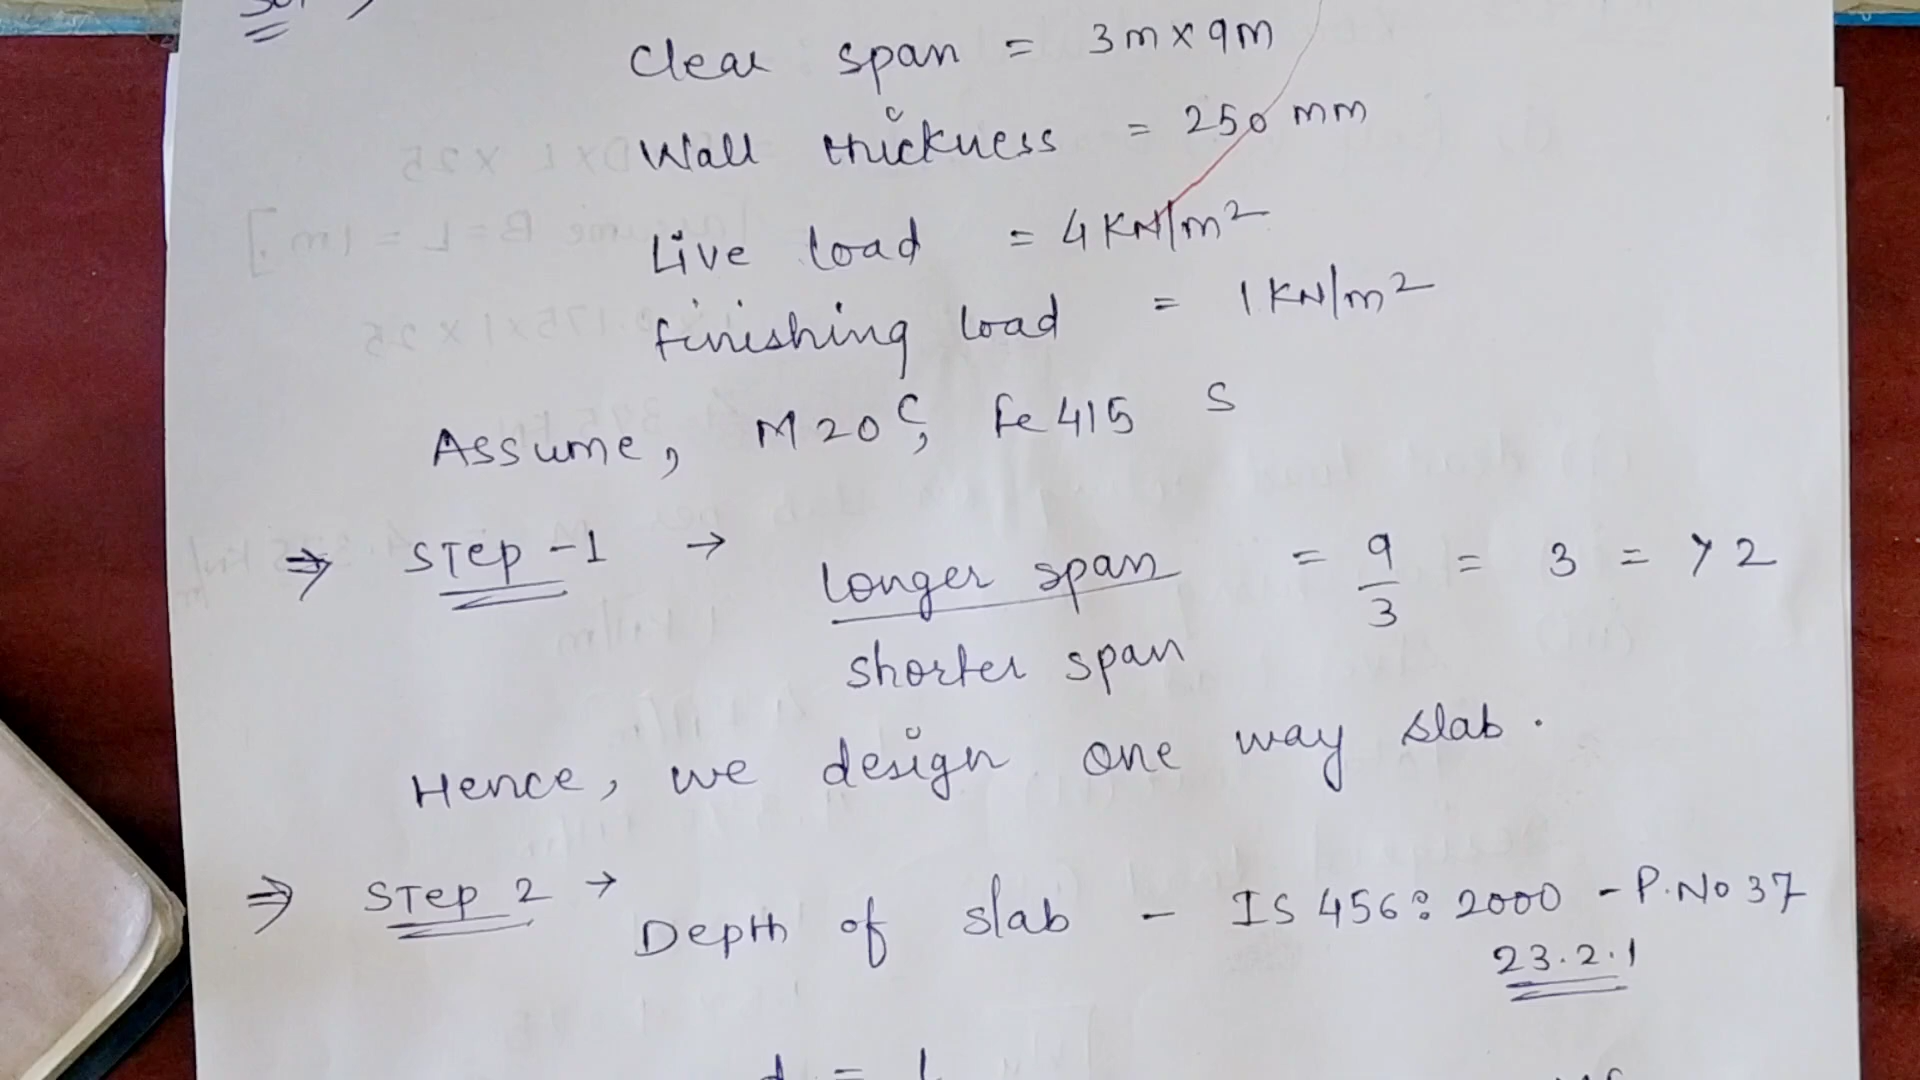 Clear span = 3m x 9m
Wall thickness = 250 mm
Live load = 4 KN/m²
finishing load = 1 KN/m²
Assume, M20 &, fe 415 S
⇒ STep -1 → longer span / shorter span = 9/3 = 3 = > 2
Hence, we design one way slab.
⇒ STep 2 → Depth of slab - IS 456: 2000 - P.No 37
23.2.1
d =